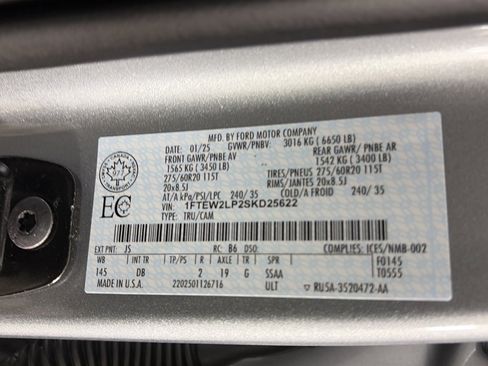 MFD. BY FORD MOTOR COMPANY
DATE: 01/25 GVWR/PNBV: 3016 KG ( 6650 LB)
FRONT GAWR/ PNBE AV REAR GAWR/ PNBE AR
1565 KG( 3450 LB) 1542 KG ( 3400 LB)
275/60R20 115T TIRES/PNEUS 275/60R20 115T
20x8.5J RIMS/JANTES 20x8.5J
AT/A kPa/PSI/LPC 240/ 35 240/ 35
VIN: 1FTEW2LP2SKD25622
TYPE: TRU/CAM
CANADA
977
EC
EXT PNT: JS RC: B6 DSO: COMPLIES: ICES/NMB-002
WB INT TR TP/PS R AXLE TR SPR F0145
145 DB 2 19 G SSAA T0555
MADE IN U.S.A. 2202501126716 ULT ▽ RU5A-3520472-AA